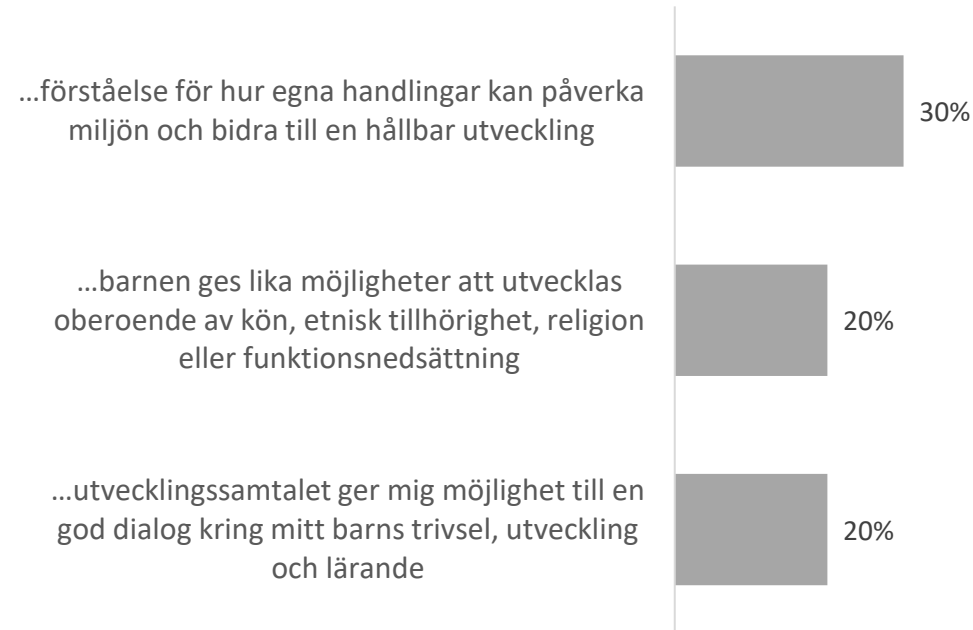 …förståelse för hur egna handlingar kan påverka
miljön och bidra till en hållbar utveckling
30%
…barnen ges lika möjligheter att utvecklas
oberoende av kön, etnisk tillhörighet, religion
eller funktionsnedsättning
20%
…utvecklingssamtalet ger mig möjlighet till en
god dialog kring mitt barns trivsel, utveckling
och lärande
20%